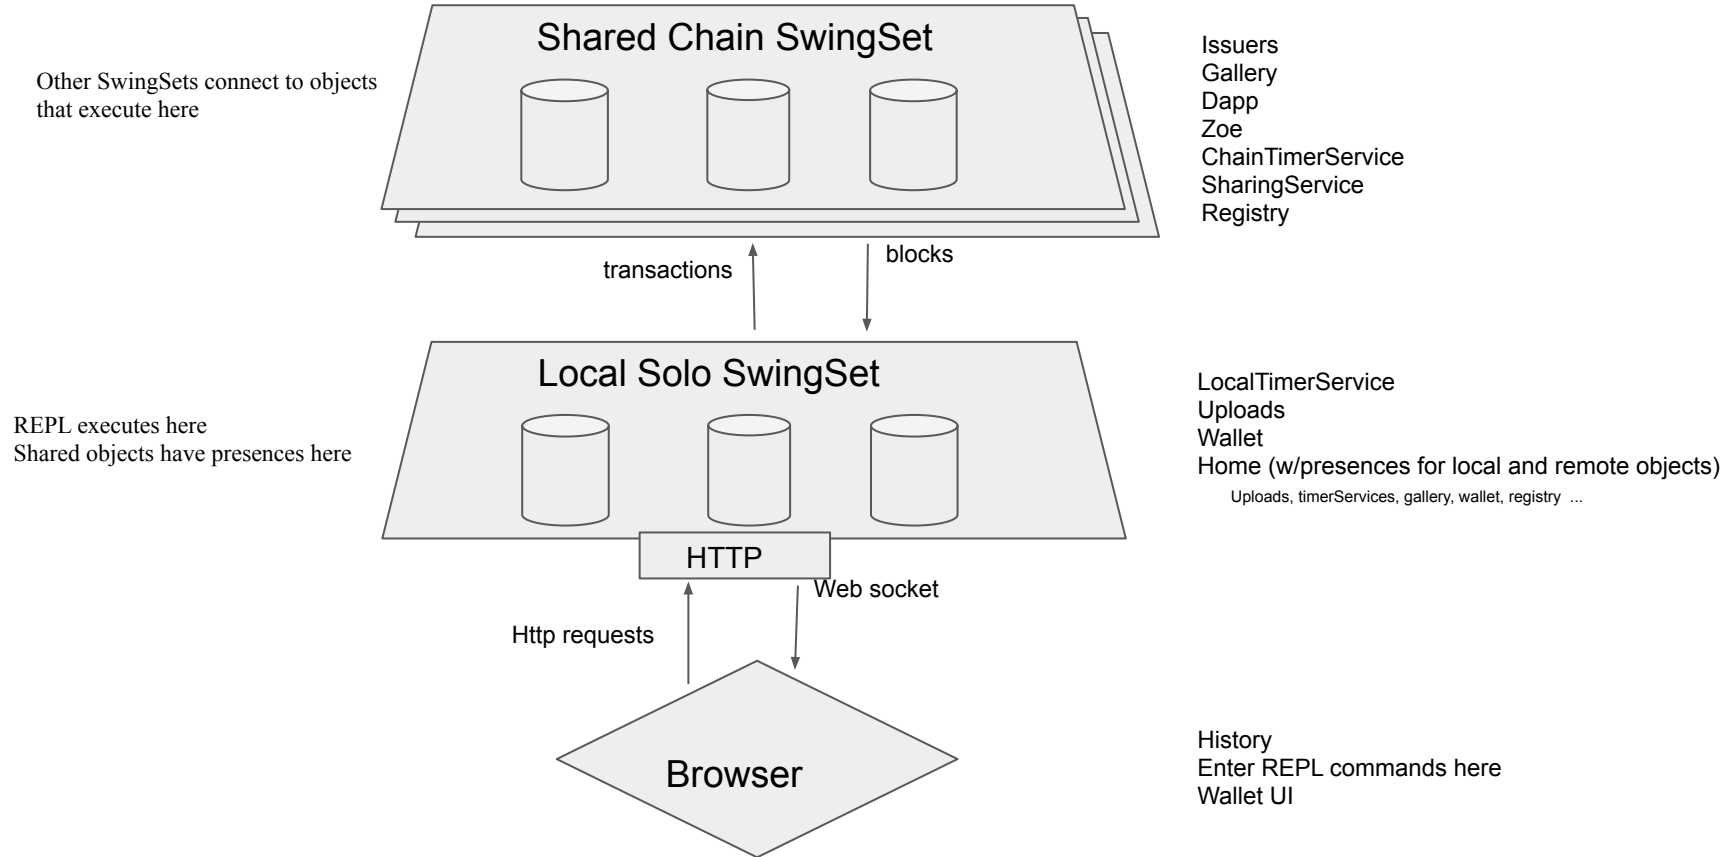 Shared Chain SwingSet
Other SwingSets connect to objects
that execute here
Issuers
Gallery
Dapp
Zoe
ChainTimerService
SharingService
Registry
transactions
blocks
Local Solo SwingSet
REPL executes here
Shared objects have presences here
LocalTimerService
Uploads
Wallet
Home (w/presences for local and remote objects)
Uploads, timerServices, gallery, wallet, registry ...
HTTP
Web socket
Http requests
Browser
History
Enter REPL commands here
Wallet UI